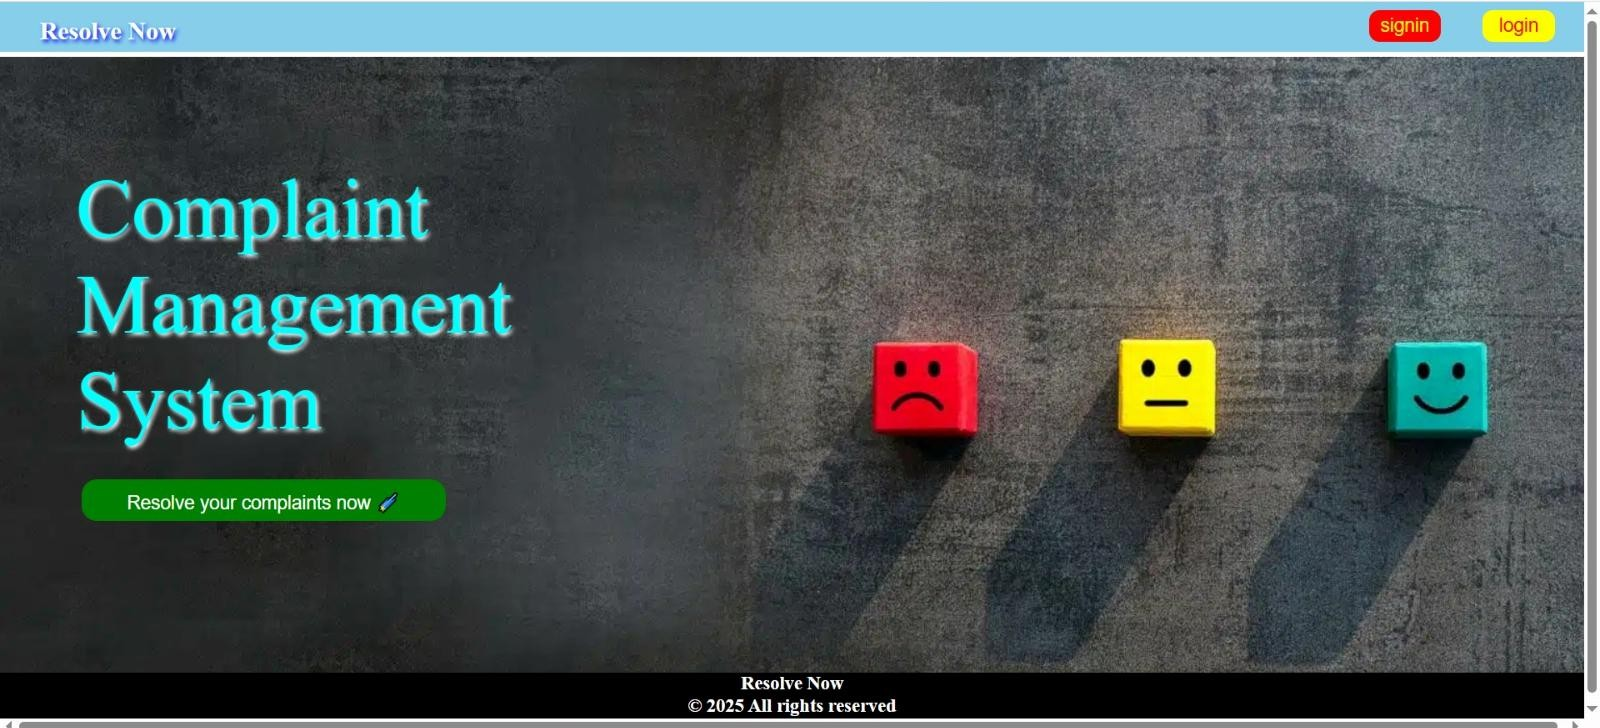 Resolve Now
signin
login
Complaint
Management
System
Resolve your complaints now
Resolve Now
© 2025 All rights reserved